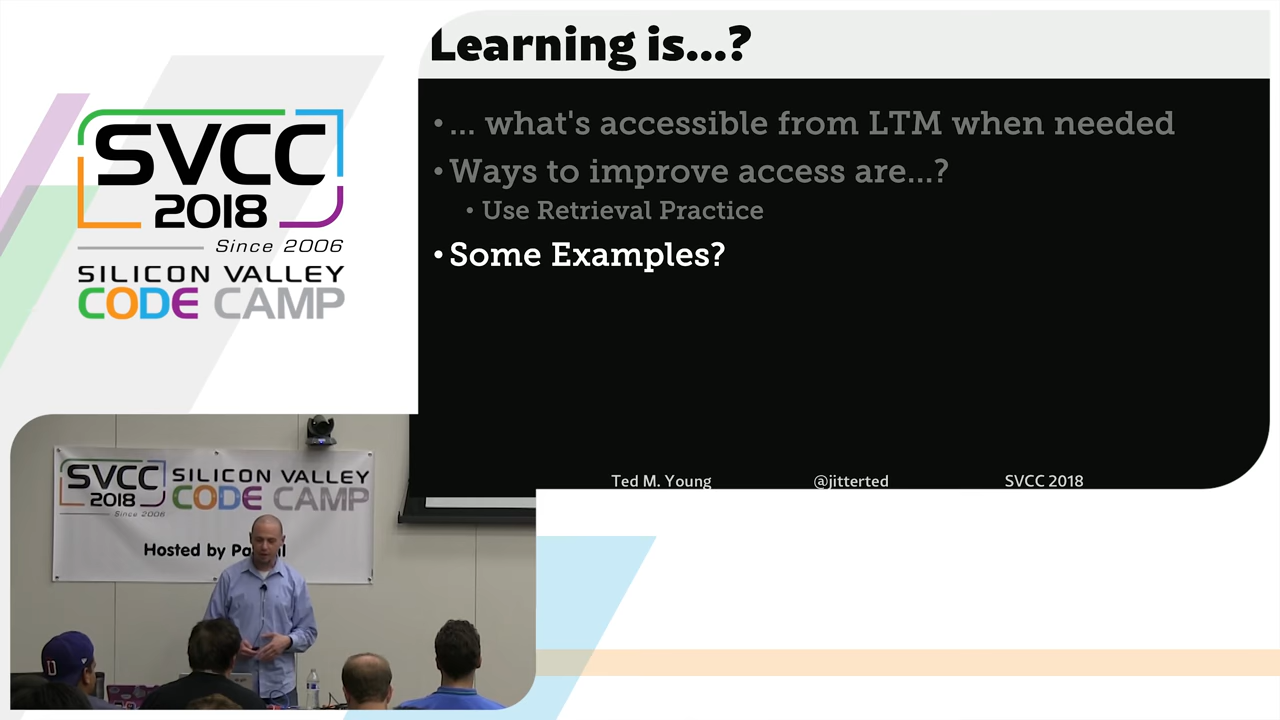 Learning is...?
• ... what's accessible from LTM when needed
• Ways to improve access are...?
• Use Retrieval Practice
• Some Examples?
Ted M. Young @jitterted SVCC 2018
SVCC
2018
Since 2006
SILICON VALLEY
CODE CAMP
SVCC
2018
Since 2006
SILICON VALLEY
CODE CAMP
Hosted by